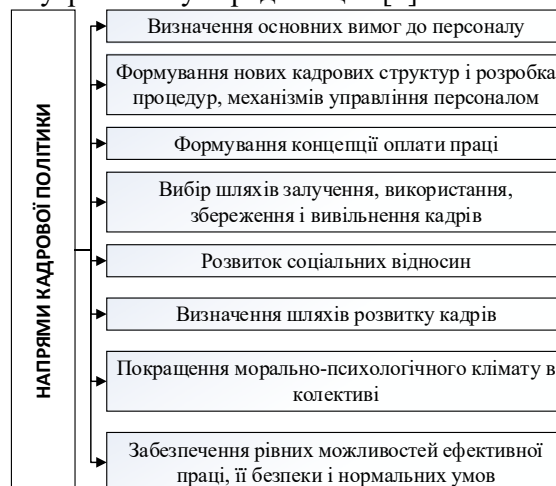 НАПРЯМИ КАДРОВОЇ ПОЛІТИКИ
Визначення основних вимог до персоналу
Формування нових кадрових структур і розробка
процедур, механізмів управління персоналом
Формування концепції оплати праці
Вибір шляхів залучення, використання,
збереження і вивільнення кадрів
Розвиток соціальних відносин
Визначення шляхів розвитку кадрів
Покращення морально-психологічного клімату в
колективі
Забезпечення рівних можливостей ефективної
праці, її безпеки і нормальних умов